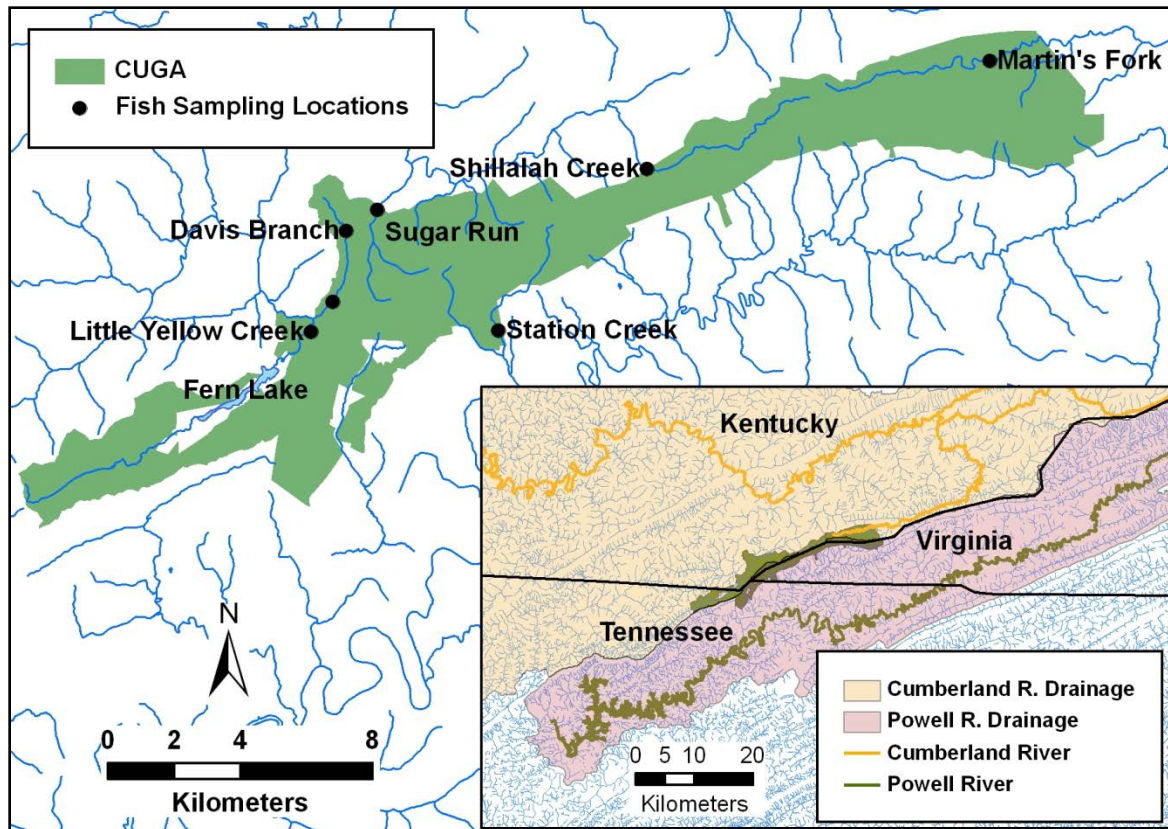 CUGA
Fish Sampling Locations
Martin's Fork
Shillalah Creek
Davis Branch
Sugar Run
Little Yellow Creek
Station Creek
Fern Lake
N
0 2 4 8
Kilometers
Kentucky
Virginia
Tennessee
0 5 10 20
Kilometers
Cumberland R. Drainage
Powell R. Drainage
Cumberland River
Powell River